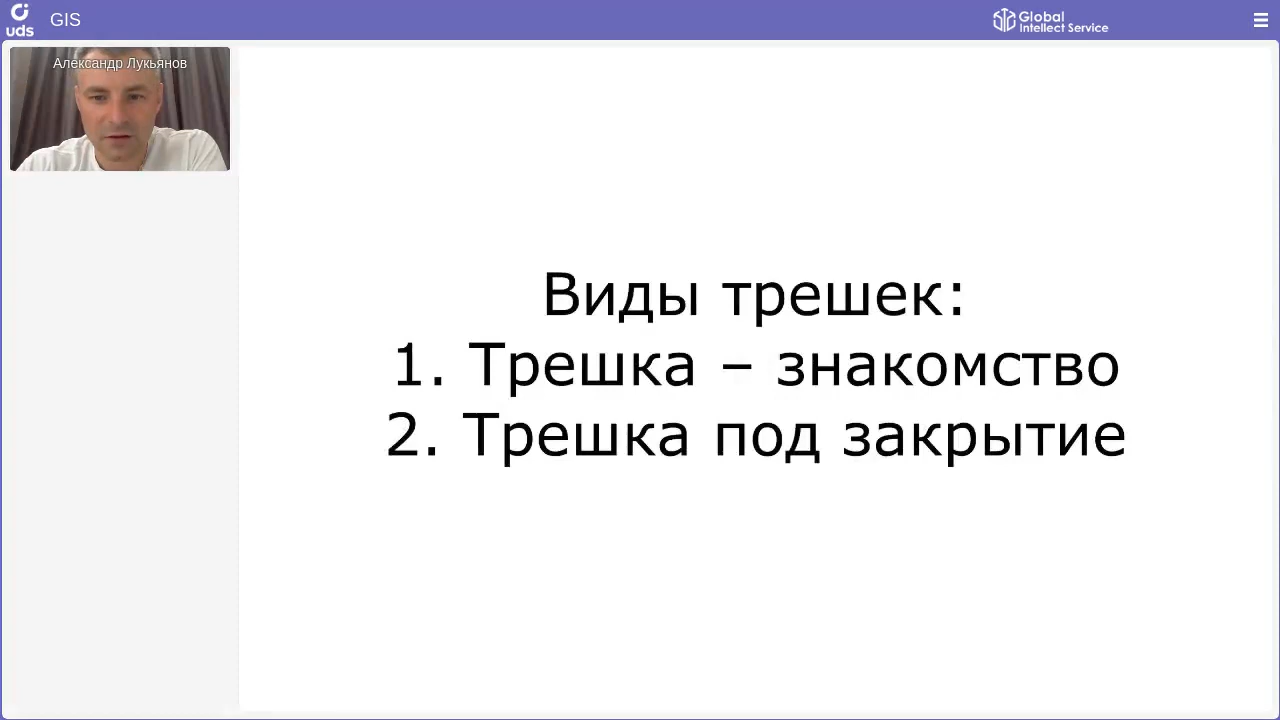 uds
GIS
Global
Intellect Service
Александр Лукьянов
Виды трешек:
1. Трешка – знакомство
2. Трешка под закрытие